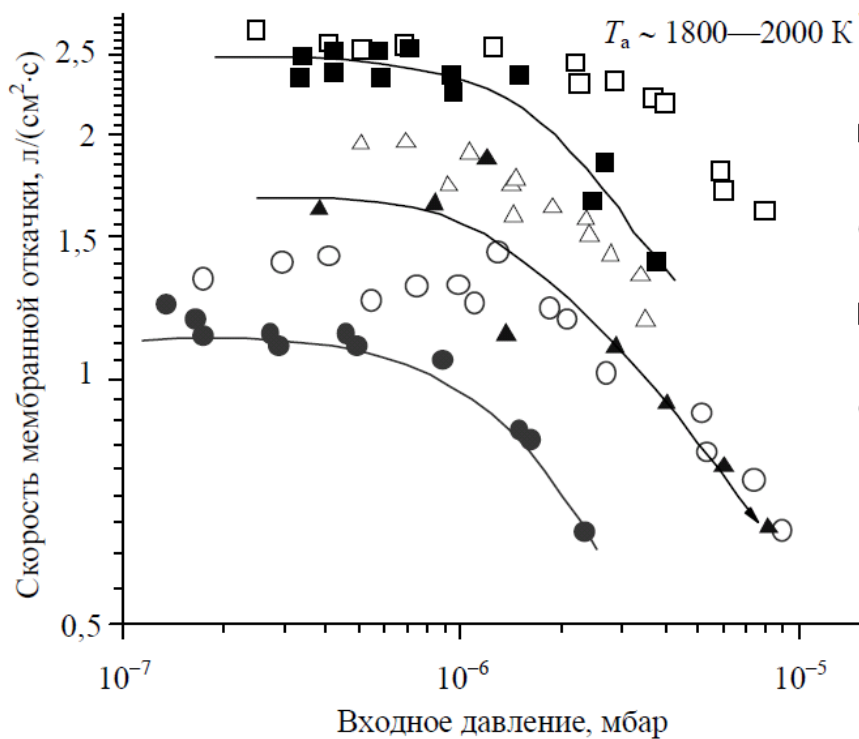 T_a ~ 1800—2000 К
Скорость мембранной откачки, л/(см²·с)
2,5
2
1,5
1
0,5
10⁻⁷
10⁻⁶
10⁻⁵
Входное давление, мбар